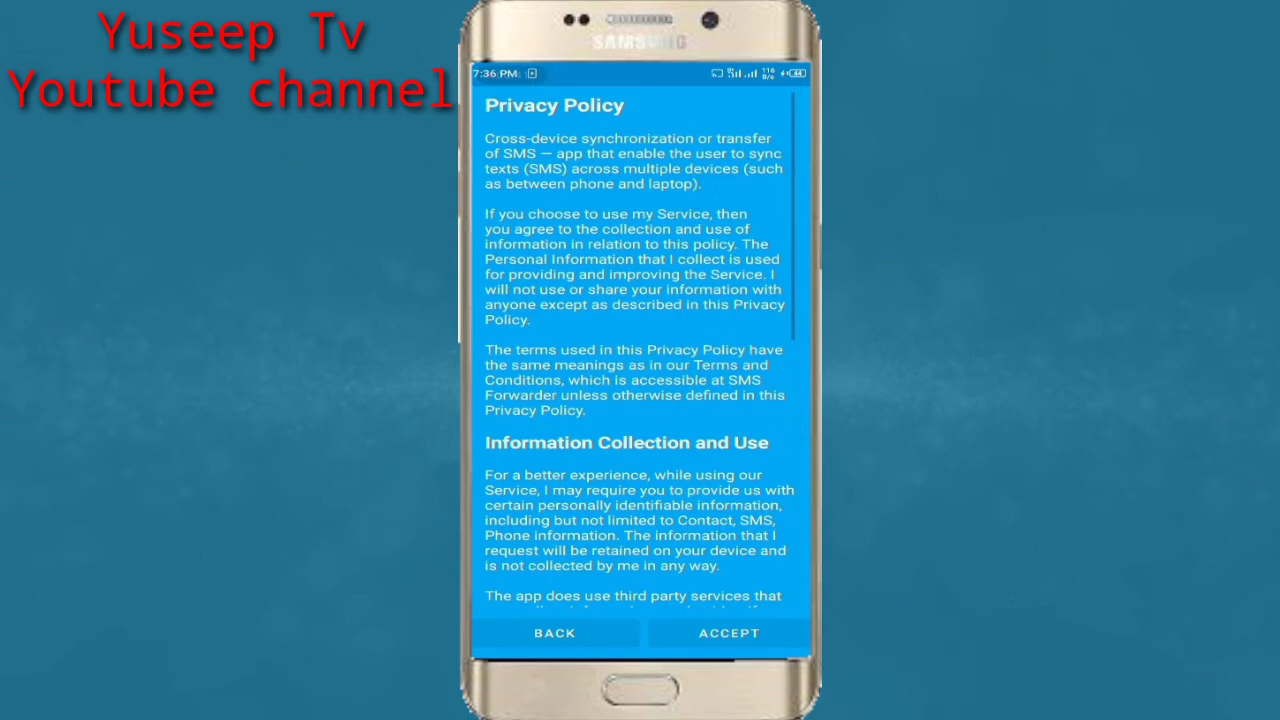 Yuseep Tv
Youtube channel
SAMSUNG
7:36 PM
Privacy Policy
Cross-device synchronization or transfer
of SMS — app that enable the user to sync
texts (SMS) across multiple devices (such
as between phone and laptop).
If you choose to use my Service, then
you agree to the collection and use of
information in relation to this policy. The
Personal Information that I collect is used
for providing and improving the Service. I
will not use or share your information with
anyone except as described in this Privacy
Policy.
The terms used in this Privacy Policy have
the same meanings as in our Terms and
Conditions, which is accessible at SMS
Forwarder unless otherwise defined in this
Privacy Policy.
Information Collection and Use
For a better experience, while using our
Service, I may require you to provide us with
certain personally identifiable information,
including but not limited to Contact, SMS,
Phone information. The information that I
request will be retained on your device and
is not collected by me in any way.
The app does use third party services that
BACK
ACCEPT